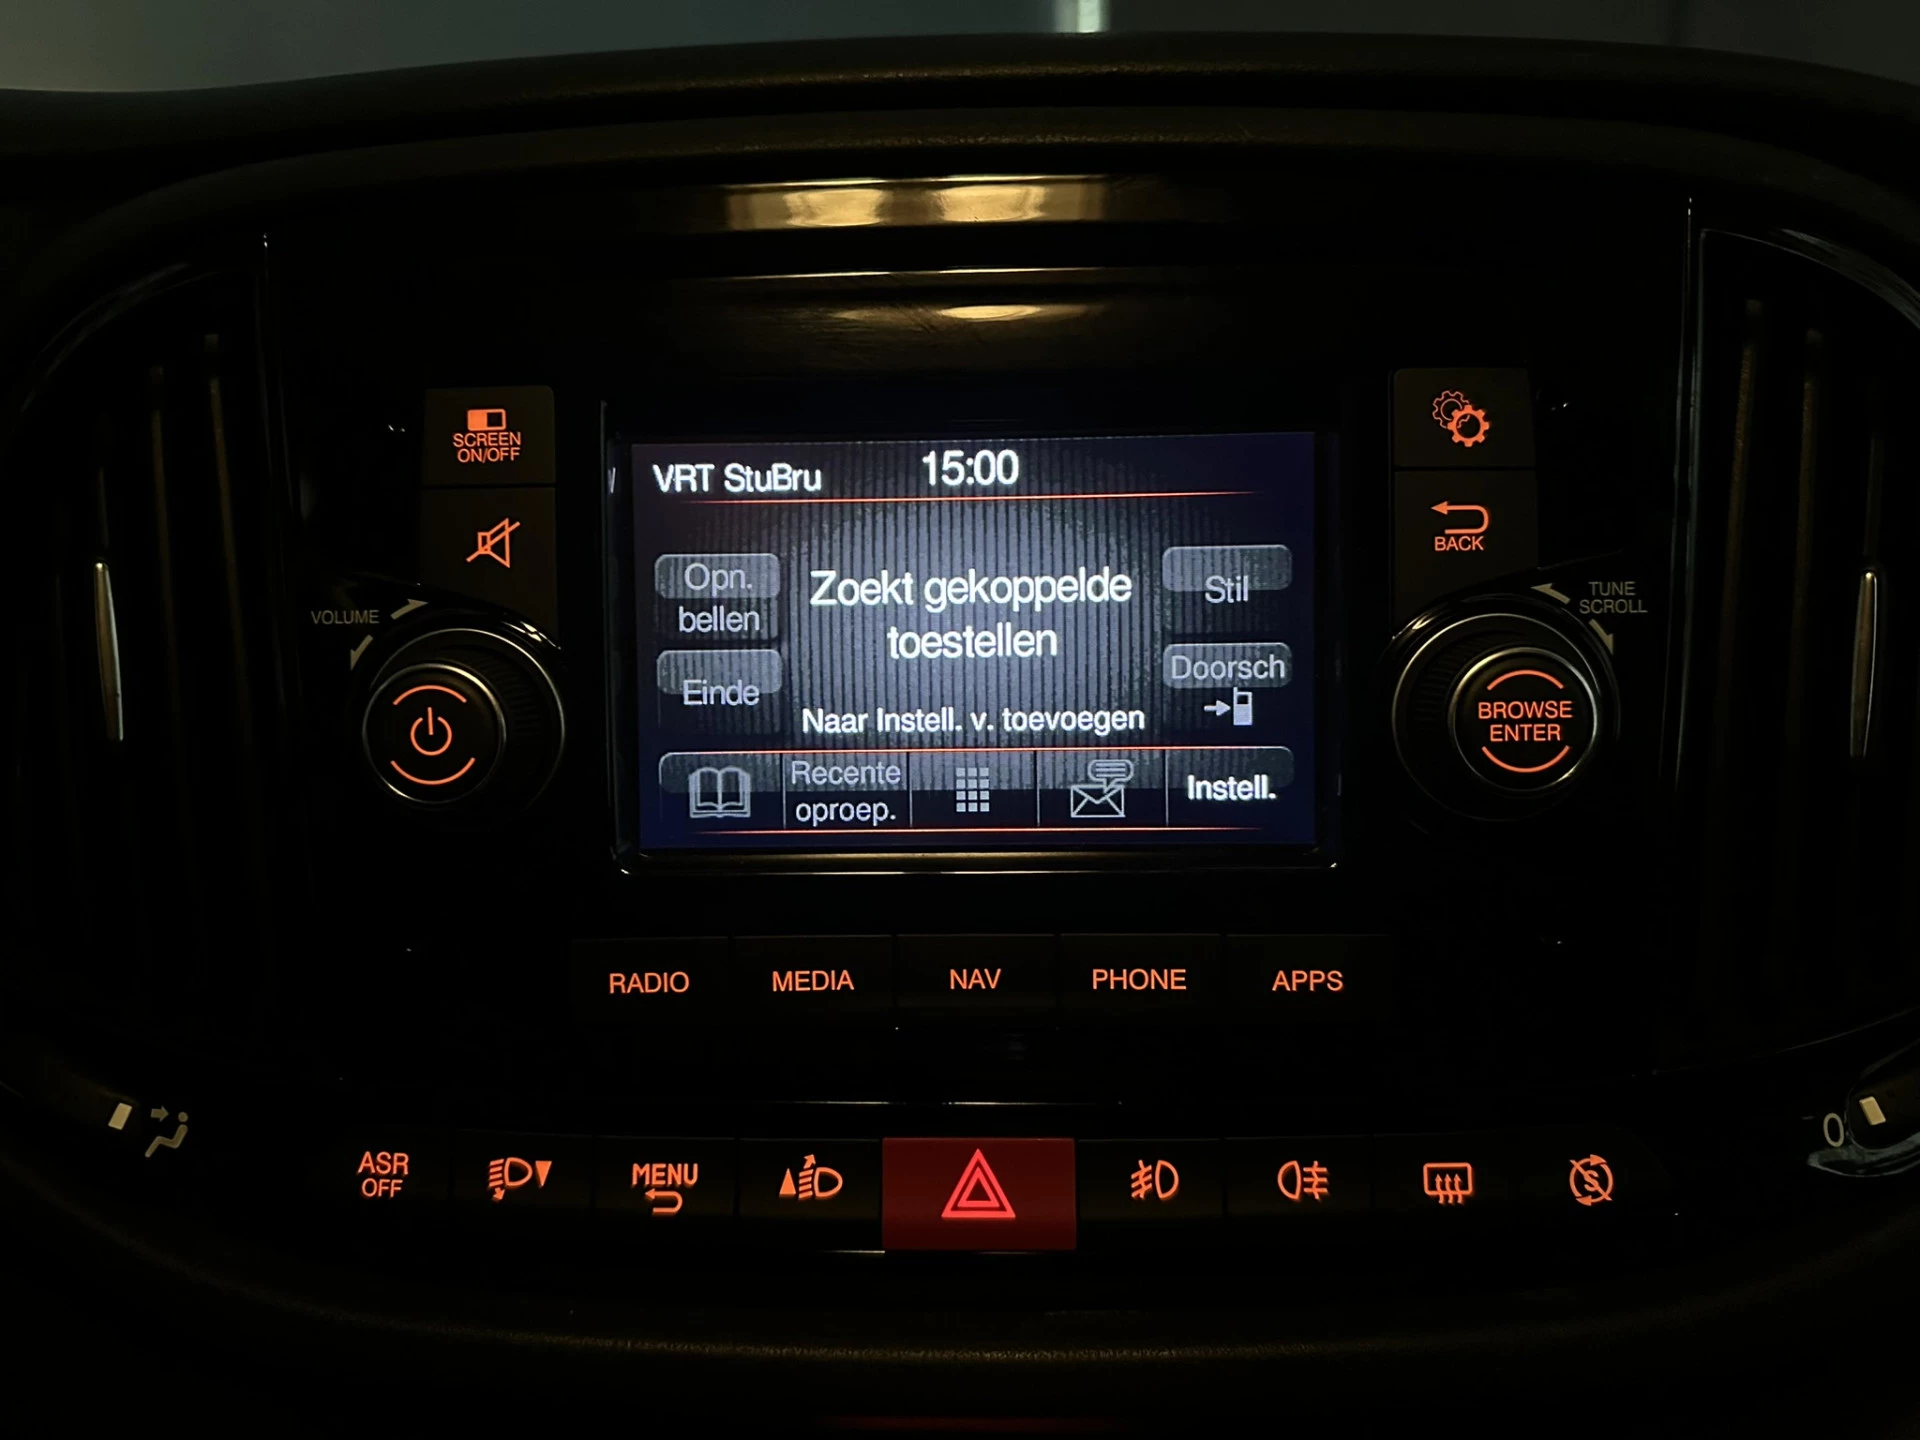 SCREEN
ON/OFF
VOLUME
VRT StuBru
15:00
Opn.
bellen
Zoekt gekoppelde
toestellen
Stil
Einde
Doorsch
Naar Instell. v. toevoegen
Recente
oproep.
Instell.
BACK
TUNE
SCROLL
BROWSE
ENTER
RADIO
MEDIA
NAV
PHONE
APPS
ASR
OFF
MENU
0